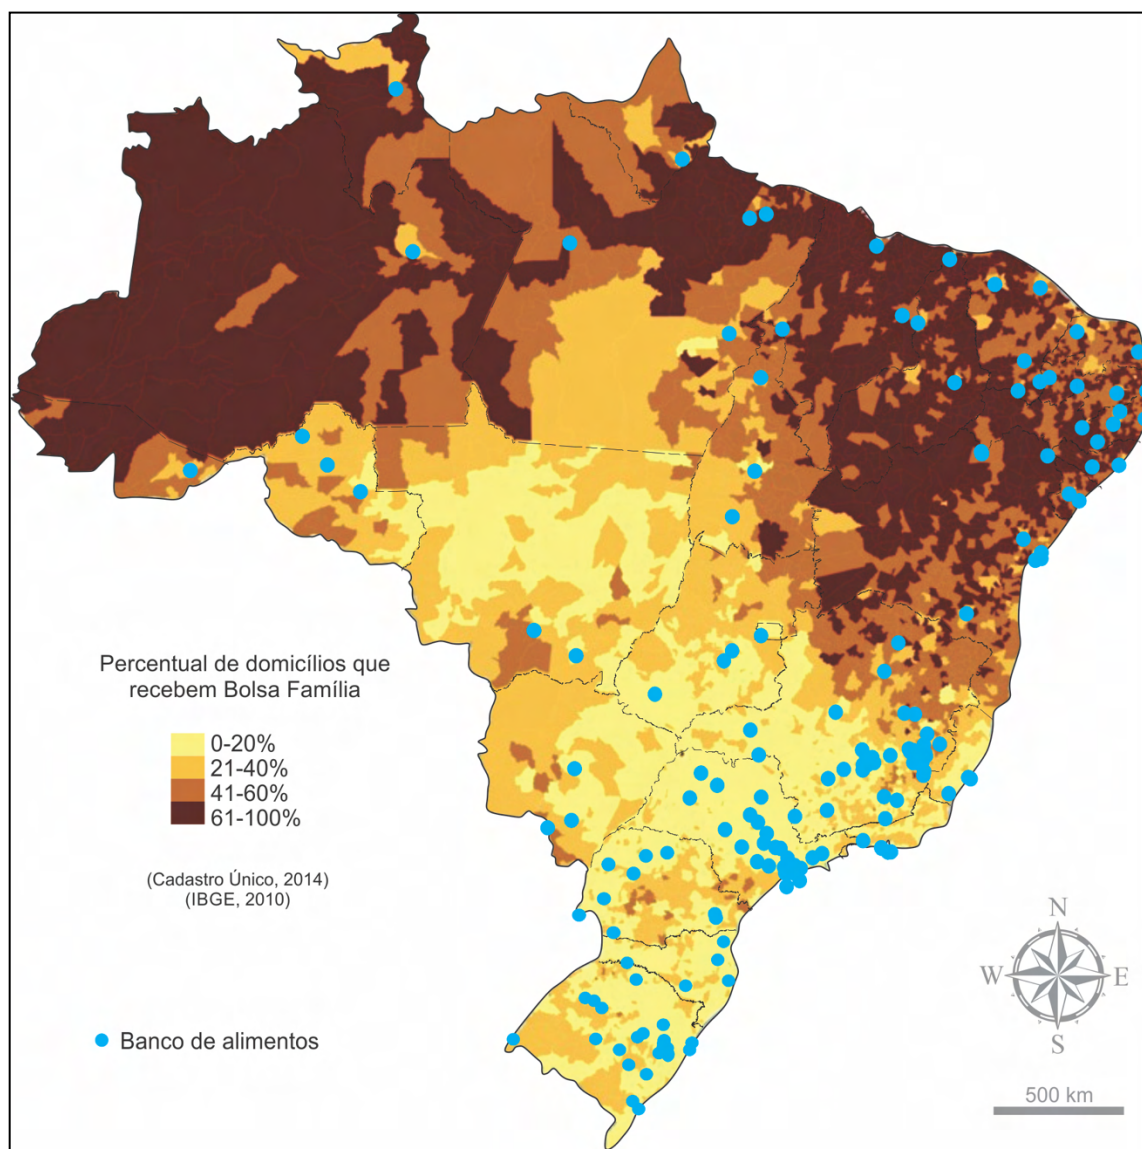 Percentual de domicílios que
recebem Bolsa Família
0-20%
21-40%
41-60%
61-100%
(Cadastro Único, 2014)
(IBGE, 2010)
Banco de alimentos
N
W
E
S
500 km